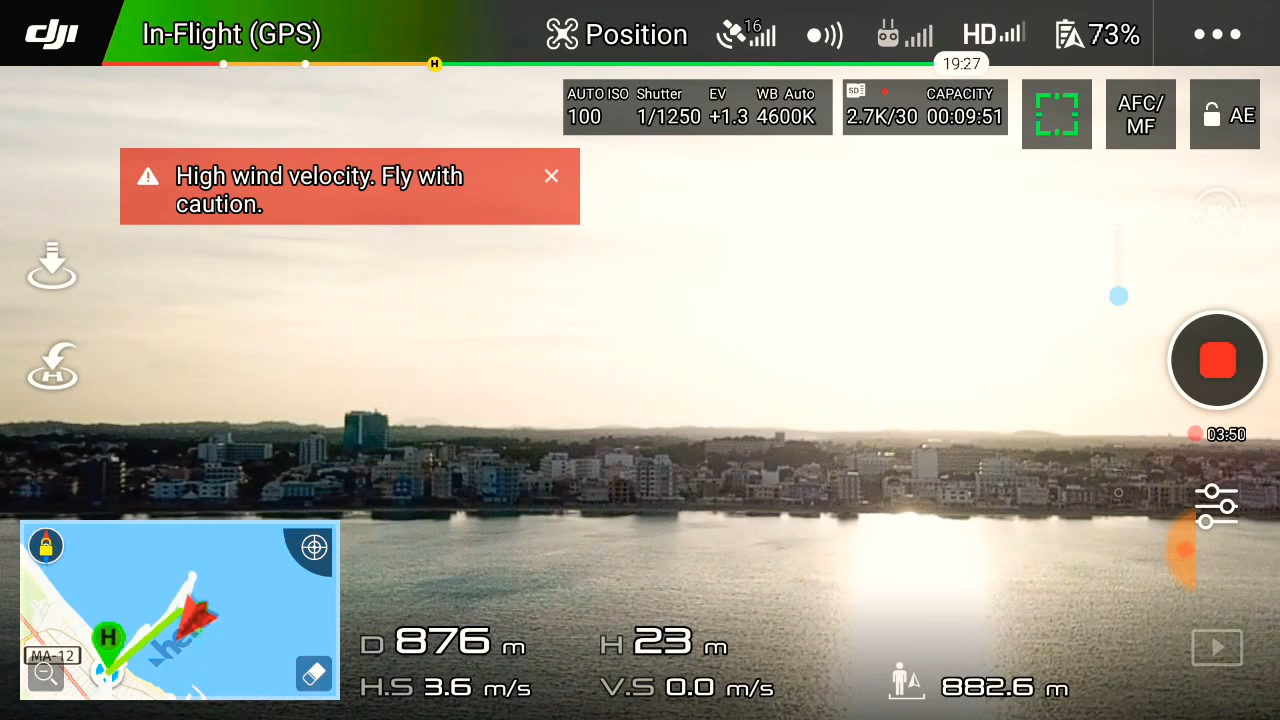 dji
In-Flight (GPS)
Position
16
HD
73%
H
19:27
AUTO ISO Shutter EV WB Auto
100 1/1250 +1.3 4600K
SD CAPACITY
2.7K/30 00:09:51
AFC/
MF
AE
High wind velocity. Fly with
caution.
H
03:50
H
MA-12
D 876 m H 23 m
H.S 3.6 m/s V.S 0.0 m/s 882.6 m